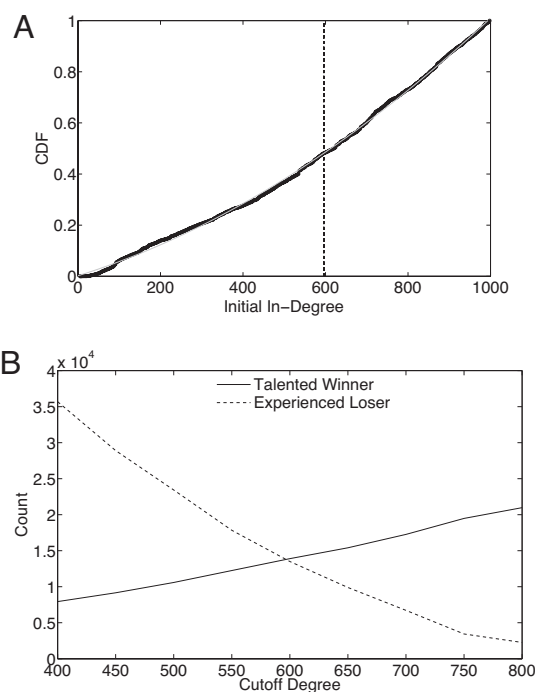 A
1
0.8
0.6
0.4
0.2
0
CDF
0 200 400 600 800 1000
Initial In-Degree
B
x 10^4
4
3.5
3
2.5
2
1.5
1
0.5
0
Count
Talented Winner
Experienced Loser
400 450 500 550 600 650 700 750 800
Cutoff Degree